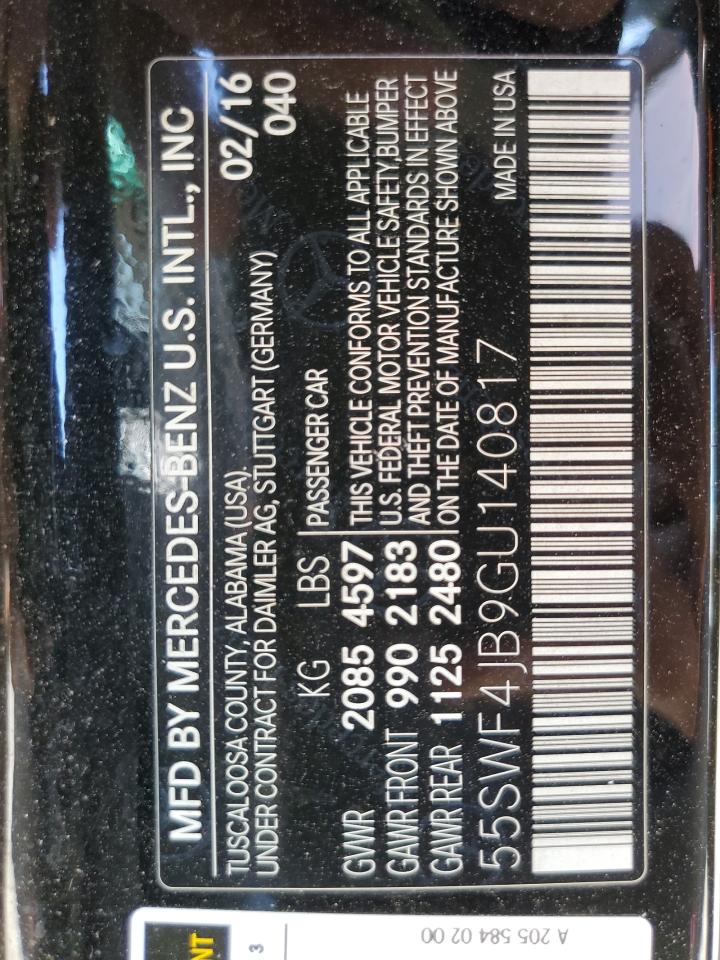 MFD BY MERCEDES-BENZ U.S. INTL., INC
TUSCALOOSA COUNTY, ALABAMA (USA), 02/16
UNDER CONTRACT FOR DAIMLER AG, STUTTGART (GERMANY) 040
KG LBS PASSENGER CAR
GVWR 2085 4597 THIS VEHICLE CONFORMS TO ALL APPLICABLE
GAWR FRONT 990 2183 U.S. FEDERAL MOTOR VEHICLE SAFETY,BUMPER
AND THEFT PREVENTION STANDARDS IN EFFECT
GAWR REAR 1125 2480 ON THE DATE OF MANUFACTURE SHOWN ABOVE
55SWF4JB9GU140817 MADE IN USA
NT
3
A 205 584 02 00